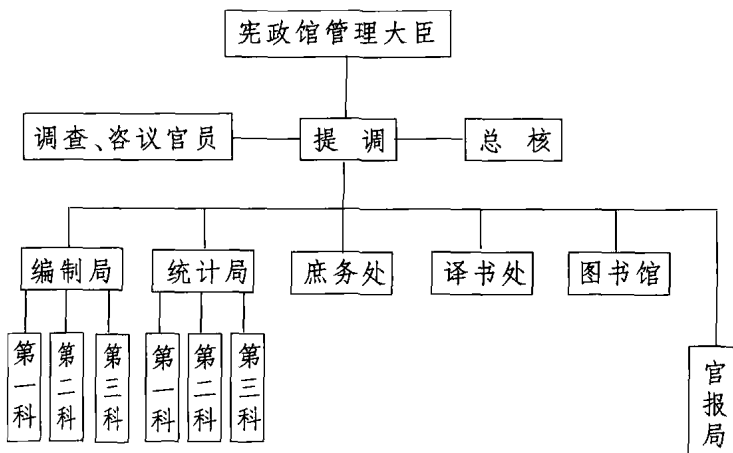 宪政馆管理大臣
调查、咨议官员
提 调
总 核
编制局
统计局
庶务处
译书处
图书馆
第一科
第二科
第三科
第一科
第二科
第三科
官报局